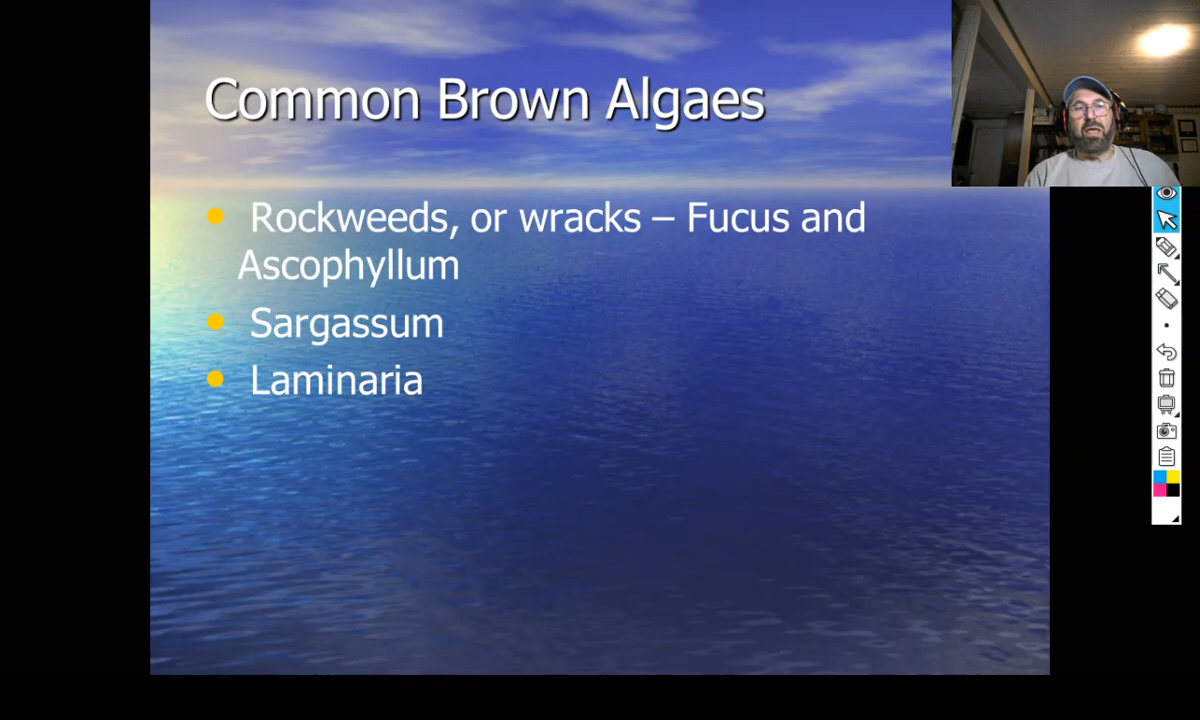 Common Brown Algaes
Rockweeds, or wracks – Fucus and
Ascophyllum
Sargassum
Laminaria